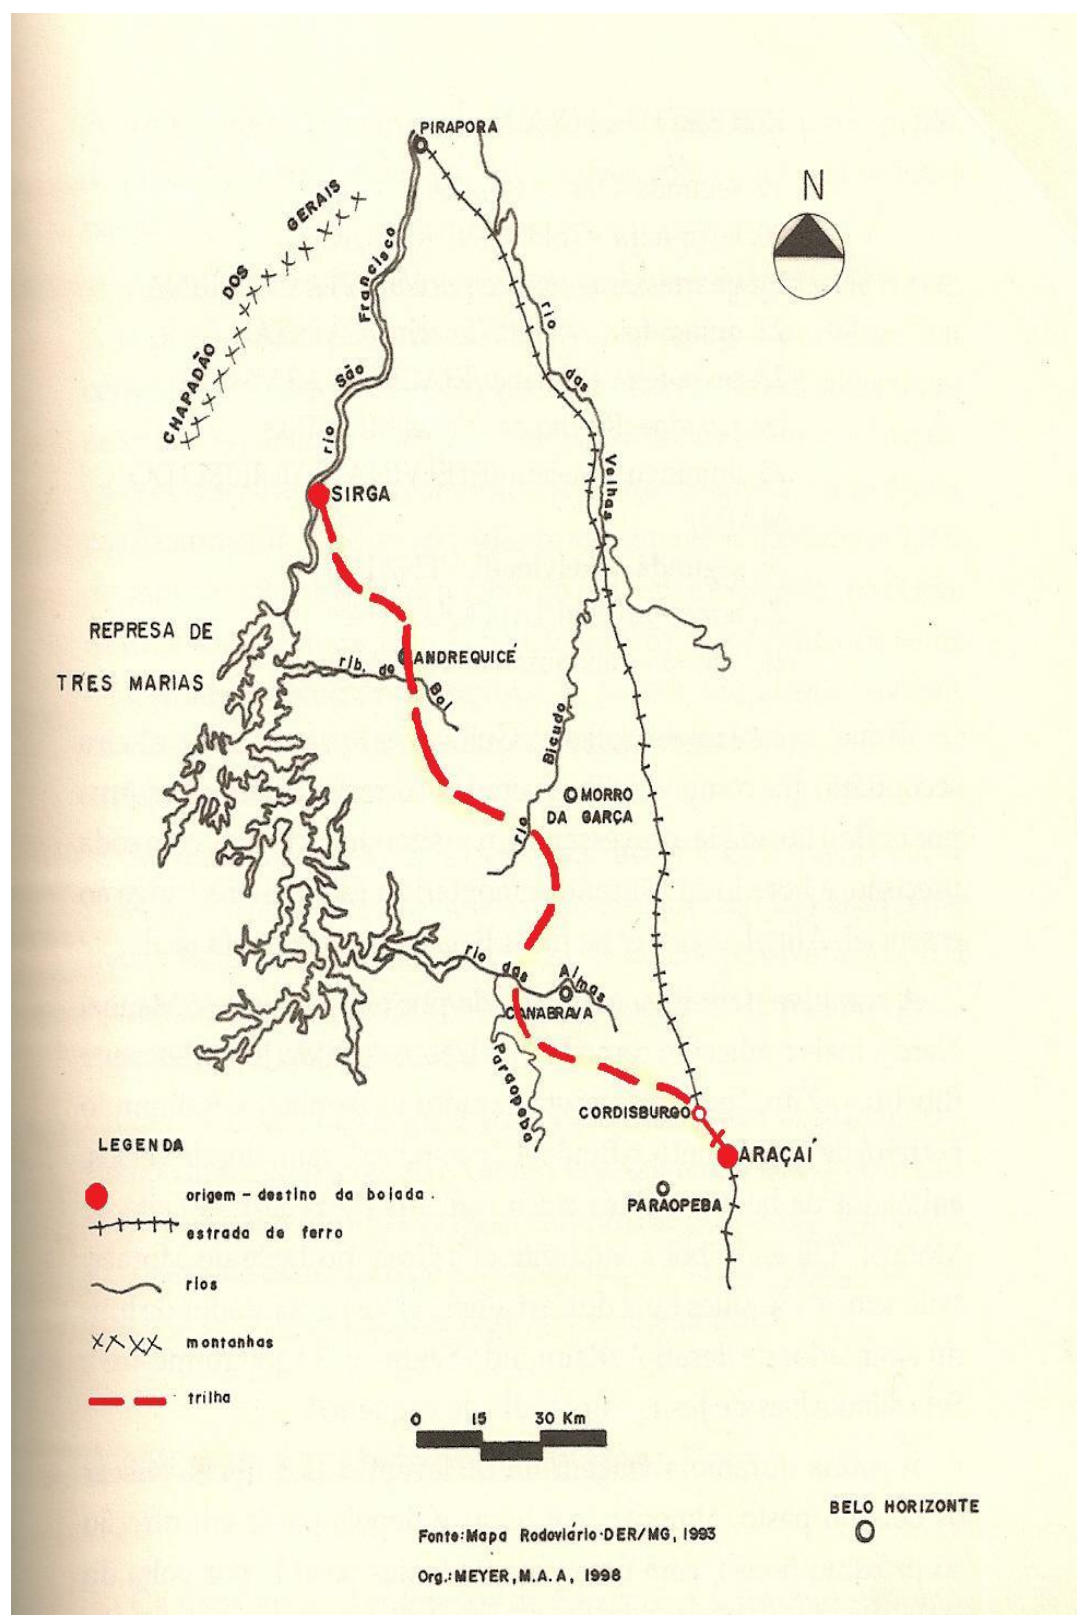 PIRAPORA
N
CHAPADÃO DOS GERAIS
rio São Francisco
rio das Velhas
SIRGA
REPRESA DE
TRES MARIAS
ANDREQUICÉ
rib. do Boi
rio Bicudo
MORRO
DA GARÇA
rio das Almas
CANABRAVA
Paraopeba
CORDISBURGO
ARAÇAÍ
PARAOPEBA
LEGENDA
origem - destino da boiada.
estrada de ferro
rios
montanhas
trilha
0 15 30 Km
BELO HORIZONTE
Fonte: Mapa Rodoviário-DER/MG, 1993
Org.: MEYER, M.A.A, 1998